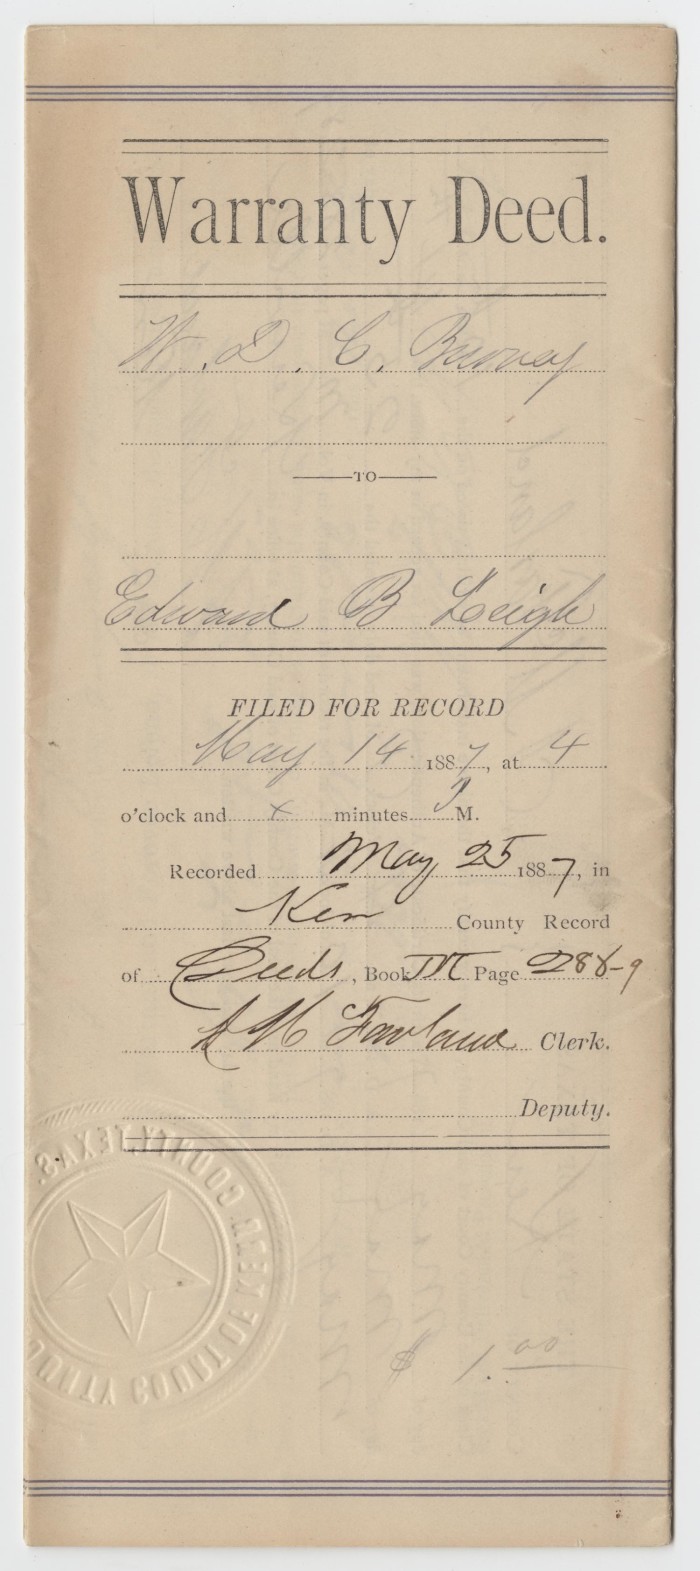 Warranty Deed.
W. D. C. Burney
TO
Edward B Leigh
FILED FOR RECORD
May 14 1887, at 4
o'clock and x minutes P M.
Recorded May 25 1887, in
Kerr County Record
of Deeds, Book Page 288-9
A Mc Farland Clerk.
Deputy.
COUNTY COURT OF KERR COUNTY, TEXAS.
$ 1.00